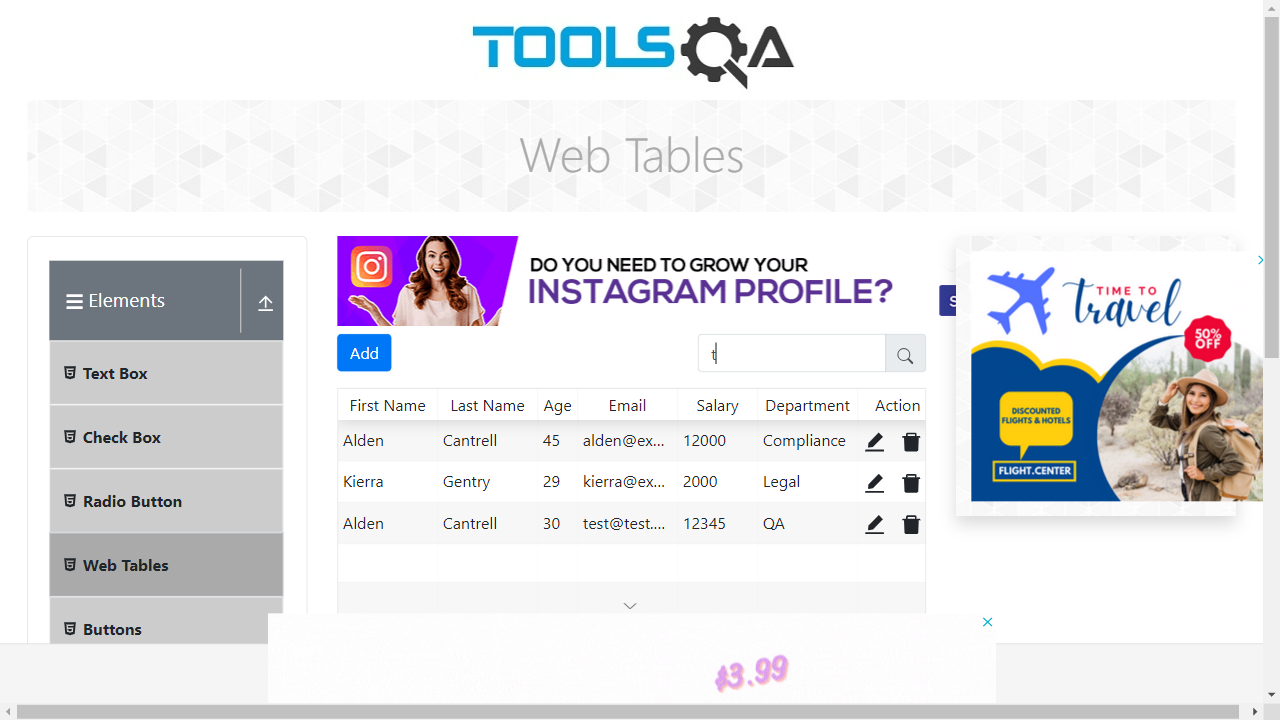 TOOLSQA
Web Tables
Elements
Text Box
Check Box
Radio Button
Web Tables
Buttons
DO YOU NEED TO GROW YOUR
INSTAGRAM PROFILE?
S
Add
t
First Name Last Name Age Email Salary Department Action
Alden Cantrell 45 alden@ex... 12000 Compliance
Kierra Gentry 29 kierra@ex... 2000 Legal
Alden Cantrell 30 test@test.... 12345 QA
TIME TO
travel
50%
OFF
DISCOUNTED
FLIGHTS & HOTELS
FLIGHT.CENTER
$3.99